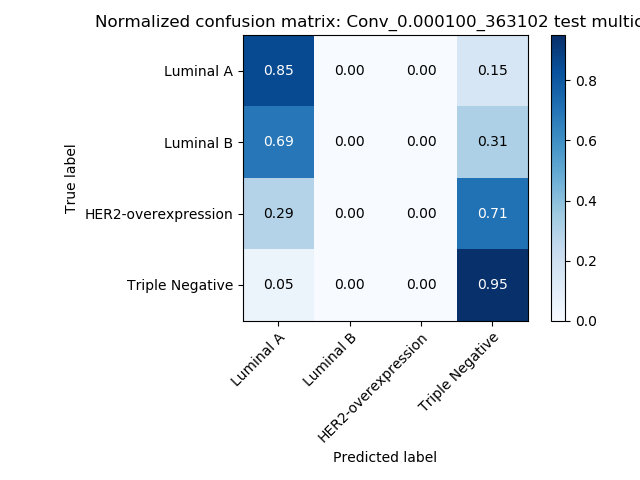 Normalized confusion matrix: Conv_0.000100_363102 test
Luminal A 0.85 0.00 0.00 0.15
Luminal B 0.69 0.00 0.00 0.31
HER2-overexpression 0.29 0.00 0.00 0.71
Triple Negative 0.05 0.00 0.00 0.95
True label
Luminal A
Luminal B
HER2-overexpression
Triple Negative
Predicted label
0.8
0.6
0.4
0.2
0.0